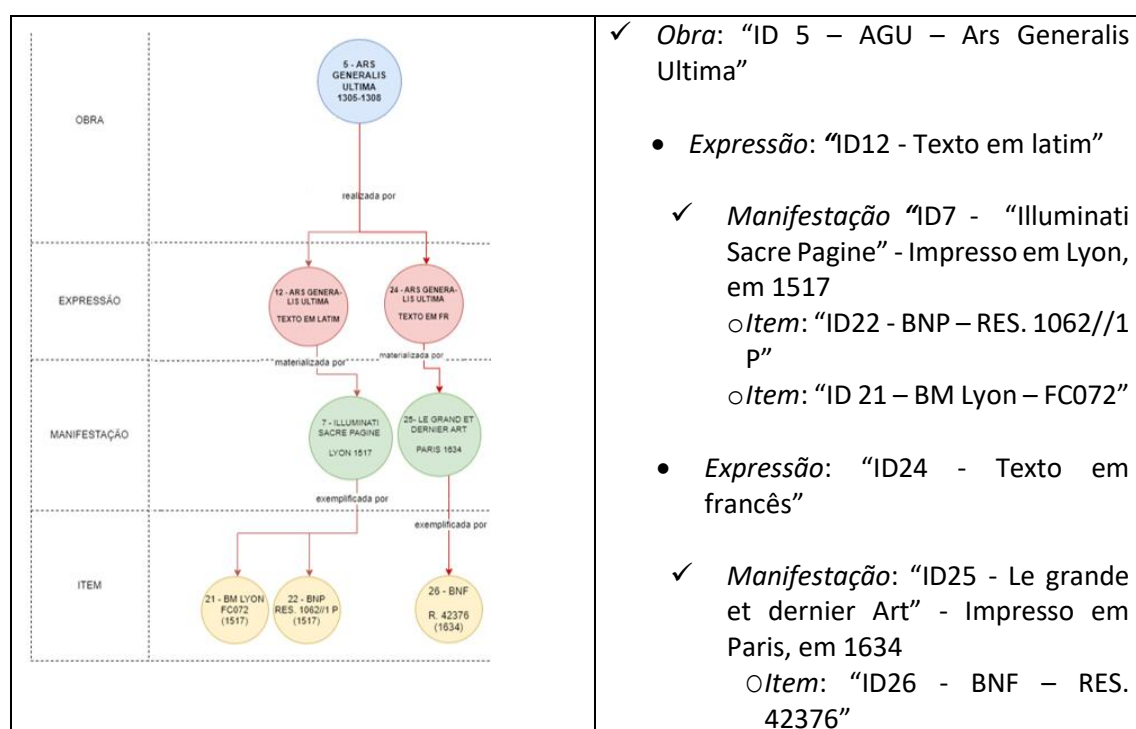 5 - ARS
GENERALIS
ULTIMA
1305-1308
OBRA
realizada por
EXPRESSÃO
12 - ARS GENERA-
LIS ULTIMA
TEXTO EM LATIM
24 - ARS GENERA-
LIS ULTIMA
TEXTO EM FR
materializada por
materializada por
MANIFESTAÇÃO
7 - ILLUMINATI
SACRE PAGINE
LYON 1517
25- LE GRAND ET
DERNIER ART
PARIS 1634
exemplificada por
exemplificada por
ITEM
21 - BM LYON
FC072
(1517)
22 - BNP
RES. 1062//1 P
(1517)
26 - BNF
R. 42376
(1634)
✓ Obra: “ID 5 – AGU – Ars Generalis
Ultima”
• Expressão: “ID12 - Texto em latim”
✓ Manifestação “ID7 - “Illuminati
Sacre Pagine” - Impresso em Lyon,
em 1517
o Item: “ID22 - BNP – RES. 1062//1
P”
o Item: “ID 21 – BM Lyon – FC072”
• Expressão: “ID24 - Texto em
francês”
✓ Manifestação: “ID25 - Le grande
et dernier Art” - Impresso em
Paris, em 1634
o Item: “ID26 - BNF – RES.
42376”